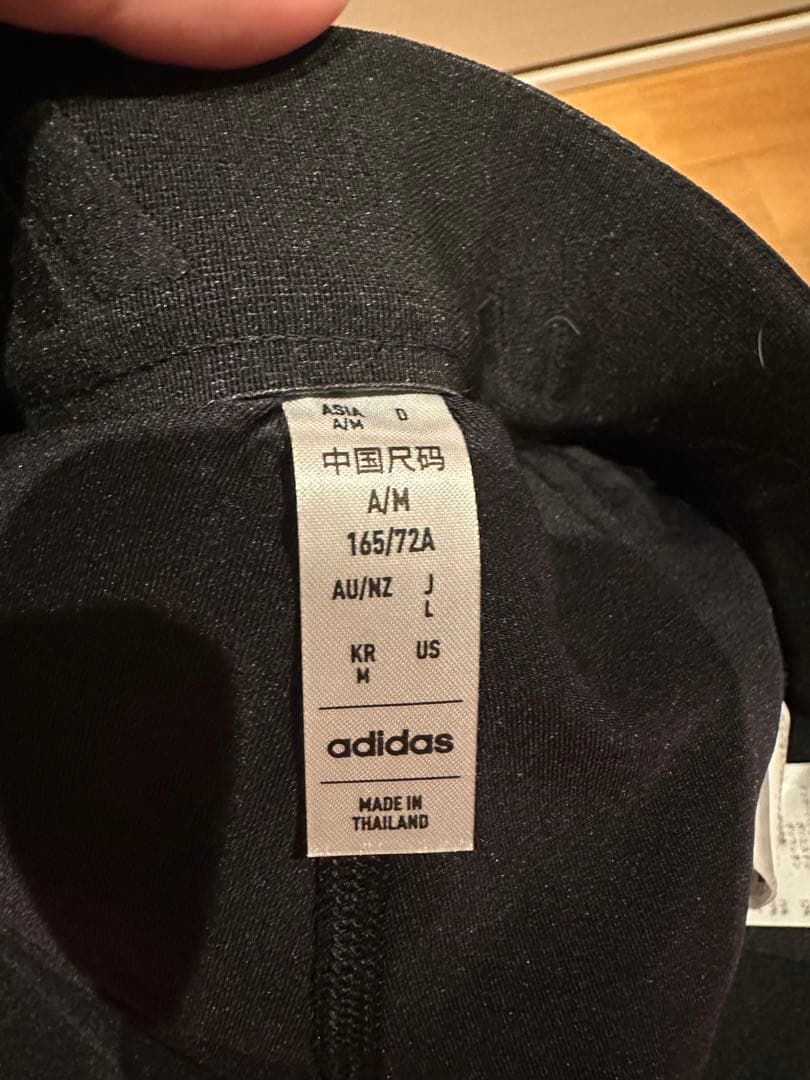 ASIA D
A/M
中国尺码
A/M
165/72A
AU/NZ J
L
KR US
M
adidas
MADE IN
THAILAND